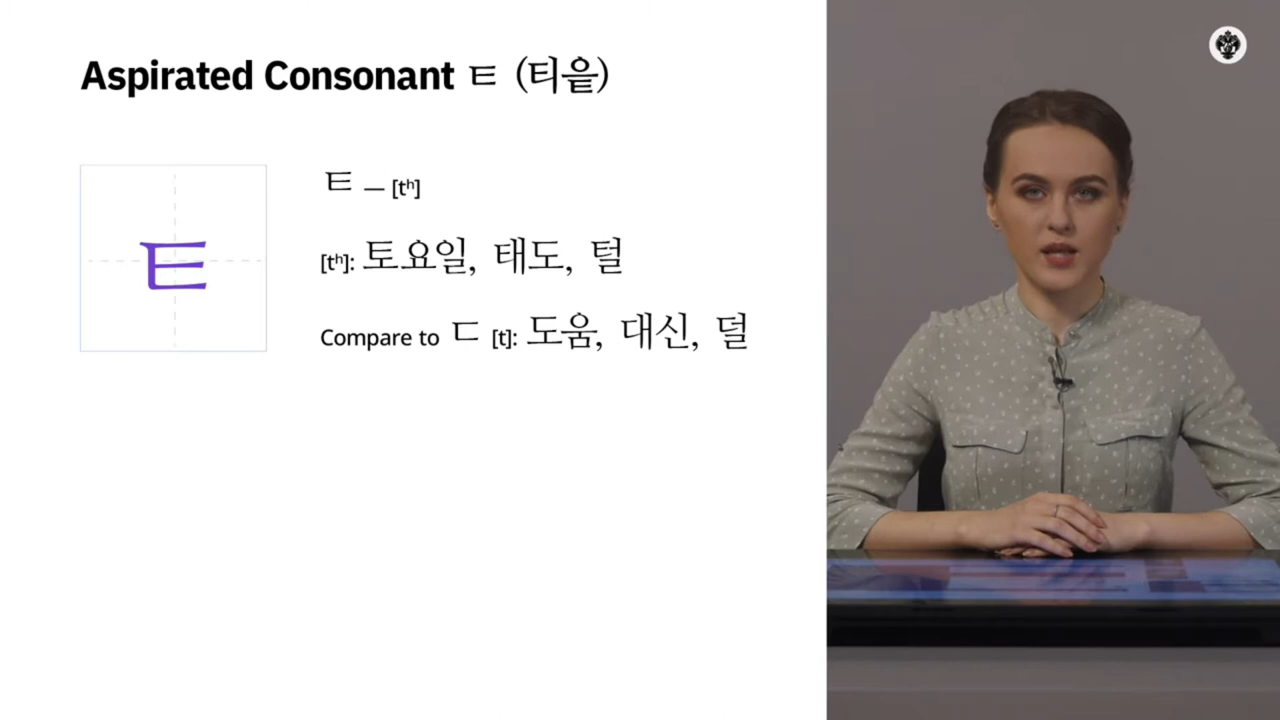 Aspirated Consonant ㅌ (티읕)
ㅌ
ㅌ – [tʰ]
[tʰ]: 토요일, 태도, 털
Compare to ㄷ [t]: 도움, 대신, 덜